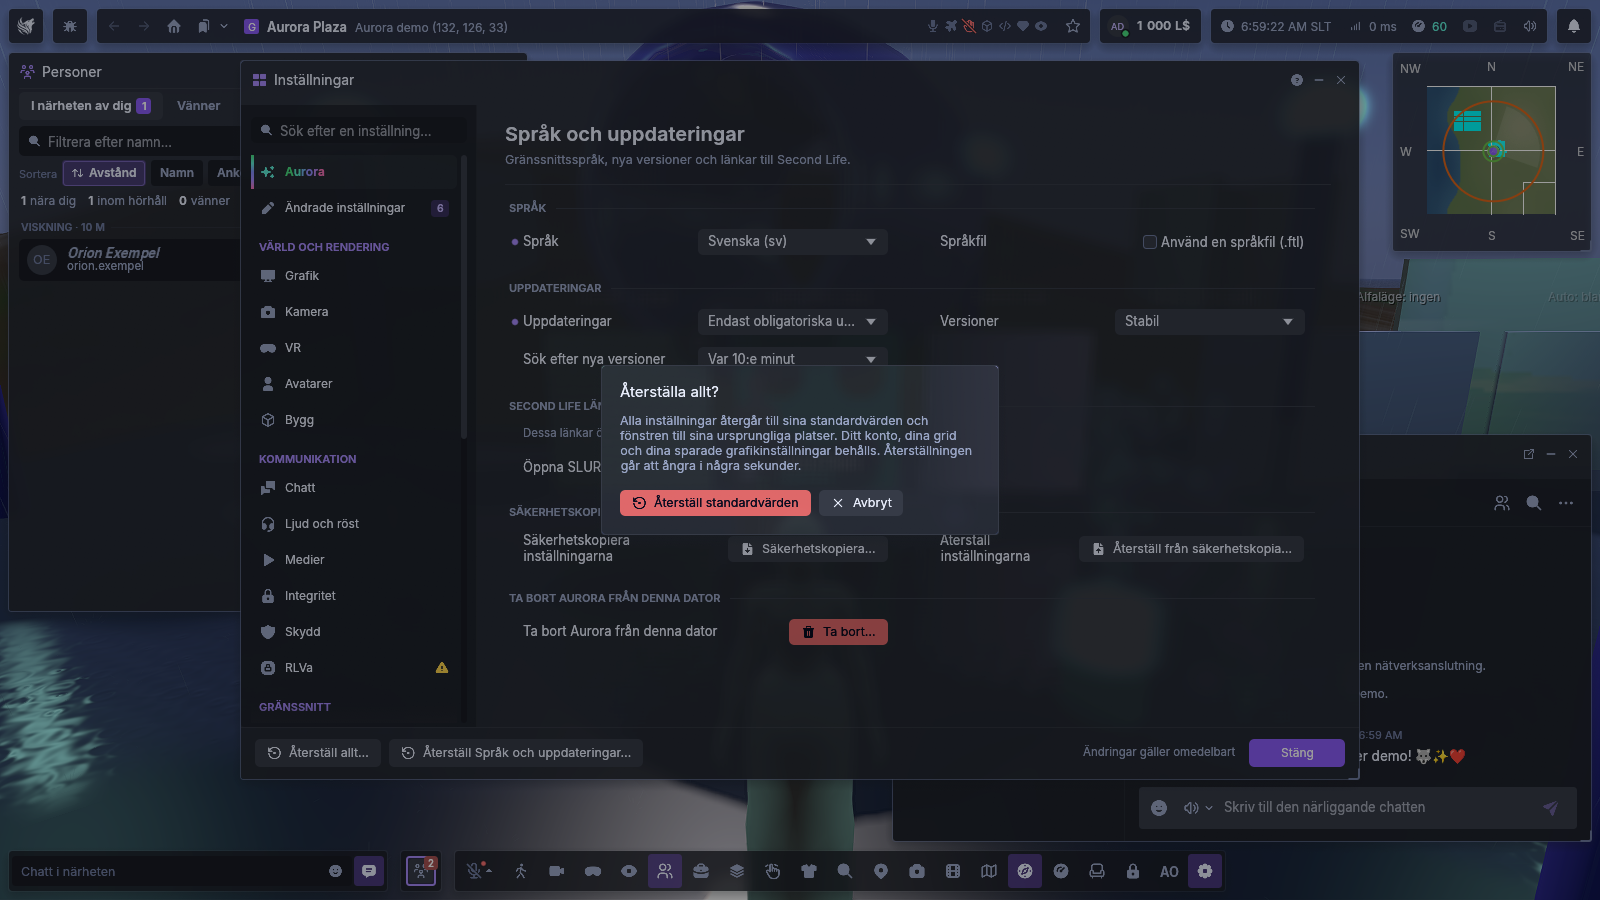 Aurora Plaza Aurora demo (132, 126, 33)
AD 1 000 L$
6:59:22 AM SLT 0 ms 60
Personer
I närheten av dig 1 Vänner
Filtrera efter namn...
Sortera Avstånd Namn Ank
1 nära dig 1 inom hörhåll 0 vänner
VISKNING · 10 M
OE Orion Exempel
orion.exempel
Inställningar
Sök efter en inställning...
Aurora
Ändrade inställningar 6
VÄRLD OCH RENDERING
Grafik
Kamera
VR
Avatarer
Bygg
KOMMUNIKATION
Chatt
Ljud och röst
Medier
Integritet
Skydd
RLVa
GRÄNSSNITT
Språk och uppdateringar
Gränssnittsspråk, nya versioner och länkar till Second Life.
SPRÅK
Språk Svenska (sv) Språkfil Använd en språkfil (.ftl)
UPPDATERINGAR
Uppdateringar Endast obligatoriska u... Versioner Stabil
Sök efter nya versioner Var 10:e minut
SECOND LIFE LÄN
Dessa länkar ö
Öppna SLUR
SÄKERHETSKOPI
Säkerhetskopiera inställningarna Säkerhetskopiera... Återställ inställningarna Återställ från säkerhetskopia...
TA BORT AURORA FRÅN DENNA DATOR
Ta bort Aurora från denna dator Ta bort...
Återställa allt?
Alla inställningar återgår till sina standardvärden och
fönstren till sina ursprungliga platser. Ditt konto, dina grid
och dina sparade grafikinställningar behålls. Återställningen
går att ångra i några sekunder.
Återställ standardvärden Avbryt
Återställ allt... Återställ Språk och uppdateringar... Ändringar gäller omedelbart Stäng
NW N NE
W E
SW S SE
Alfaläge: ingen Auto: bla
en nätverksanslutning.
emo.
6:59 AM
er demo! 🐺✨❤️
Skriv till den närliggande chatten
Chatt i närheten
2
AO